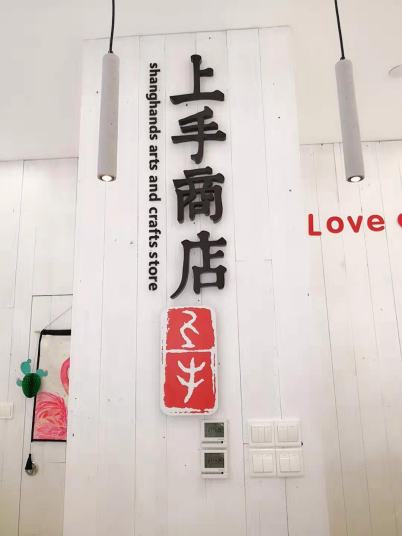 上手商店
shanghands arts and crafts store
Love